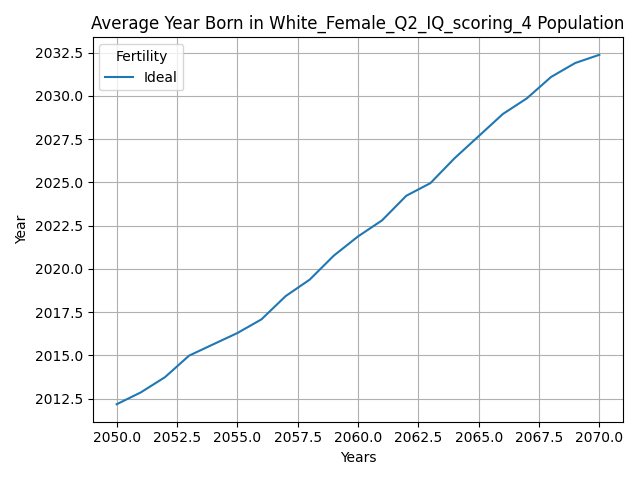 Average Year Born in White_Female_Q2_IQ_scoring_4 Population
Fertility
Ideal
2032.5
2030.0
2027.5
2025.0
2022.5
2020.0
2017.5
2015.0
2012.5
Year
2050.0 2052.5 2055.0 2057.5 2060.0 2062.5 2065.0 2067.5 2070.0
Years